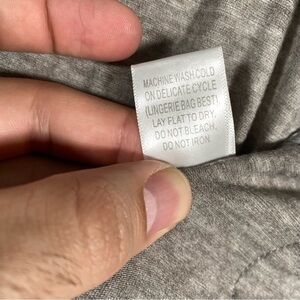 MACHINE WASH COLD
ON DELICATE CYCLE
(LINGERIE BAG BEST)
LAY FLAT TO DRY.
DO NOT BLEACH.
DO NOT IRON.